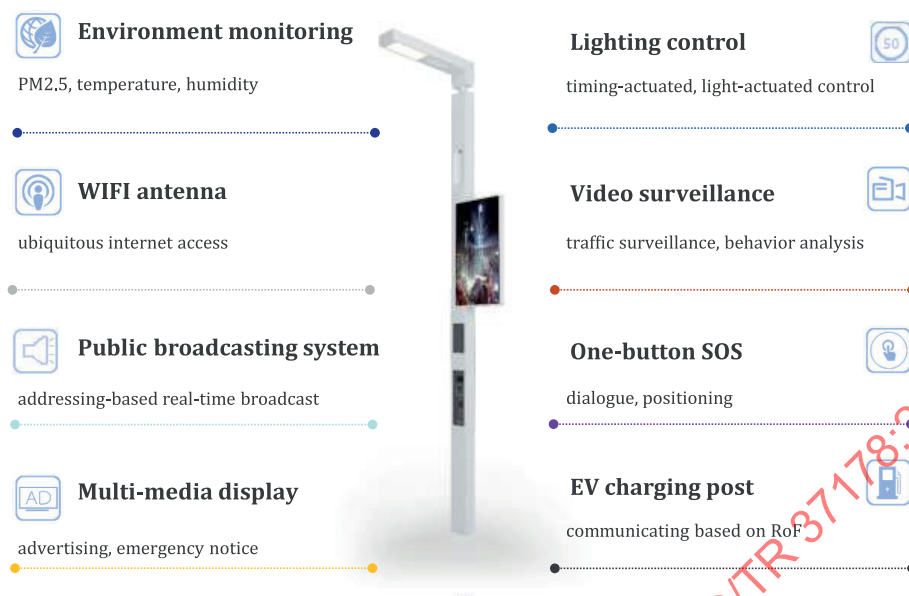 Environment monitoring
PM2.5, temperature, humidity
WIFI antenna
ubiquitous internet access
Public broadcasting system
addressing-based real-time broadcast
AD
Multi-media display
advertising, emergency notice
Lighting control
50
timing-actuated, light-actuated control
Video surveillance
traffic surveillance, behavior analysis
One-button SOS
dialogue, positioning
EV charging post
communicating based on RoF
/TR 37178: